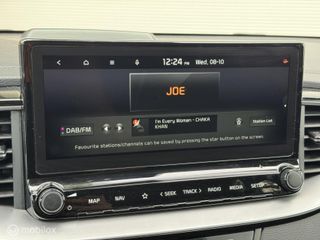 12:24 PM Wed, 08-10
JOE
DAB/FM
I'm Every Woman - CHAKA KHAN
Station List
Favourite stations/channels can be saved by pressing the star button on the screen.
MAP NAV ☆ < SEEK TRACK > RADIO MEDIA SETUP
© mobilox